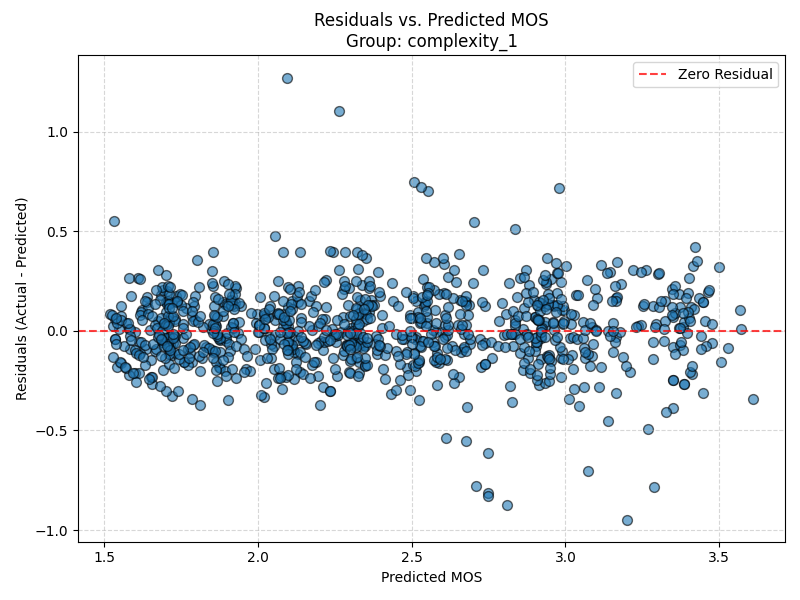 Residuals vs. Predicted MOS
Group: complexity_1
Zero Residual
Residuals (Actual - Predicted)
1.0
0.5
0.0
−0.5
−1.0
1.5 2.0 2.5 3.0 3.5
Predicted MOS